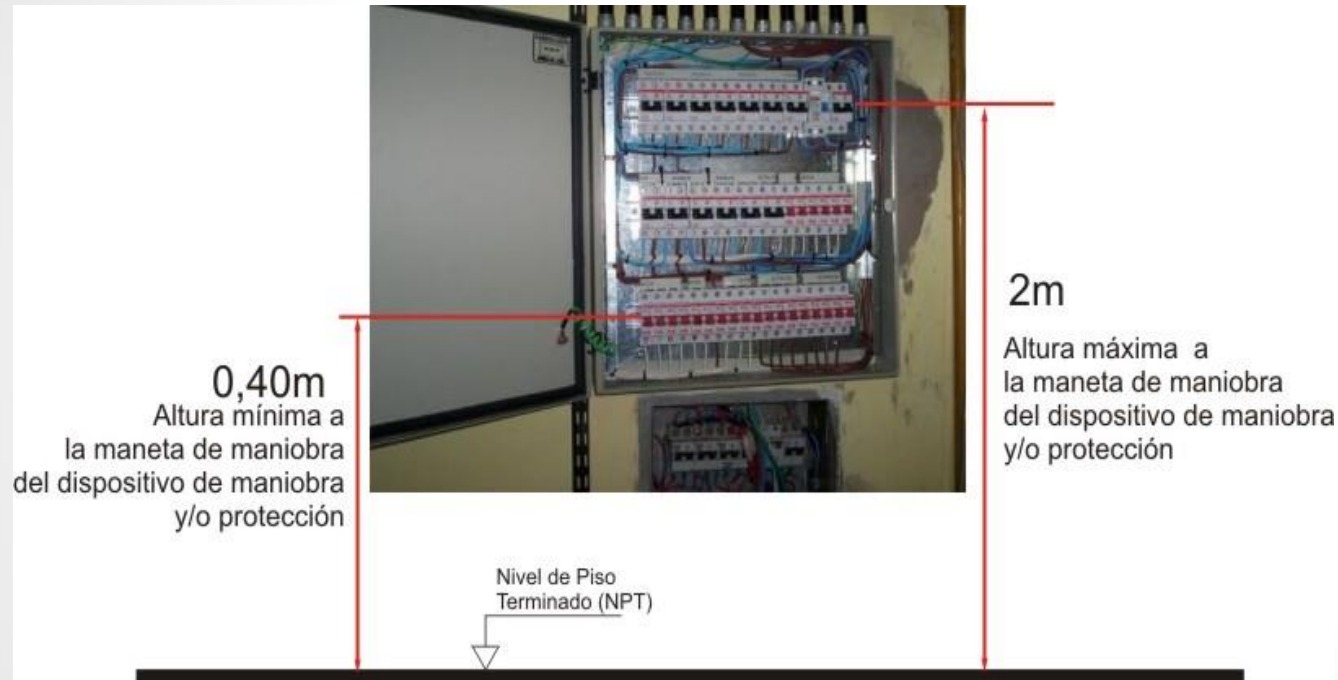 0,40m
Altura mínima a
la maneta de maniobra
del dispositivo de maniobra
y/o protección
2m
Altura máxima a
la maneta de maniobra
del dispositivo de maniobra
y/o protección
Nivel de Piso
Terminado (NPT)